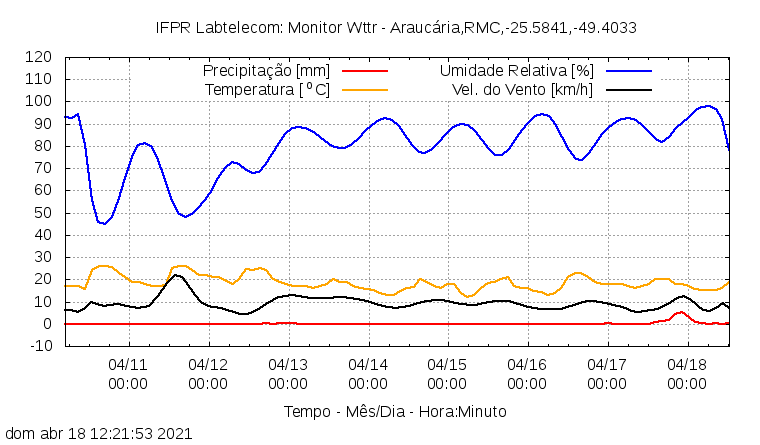 IFPR Labtelecom: Monitor Wttr - Araucária,RMC,-25.5841,-49.4033
120
110
100
90
80
70
60
50
40
30
20
10
0
-10
Precipitação [mm]
Temperatura [ ⁰C]
Umidade Relativa [%]
Vel. do Vento [km/h]
04/11 04/12 04/13 04/14 04/15 04/16 04/17 04/18
00:00 00:00 00:00 00:00 00:00 00:00 00:00 00:00
Tempo - Mês/Dia - Hora:Minuto
dom abr 18 12:21:53 2021